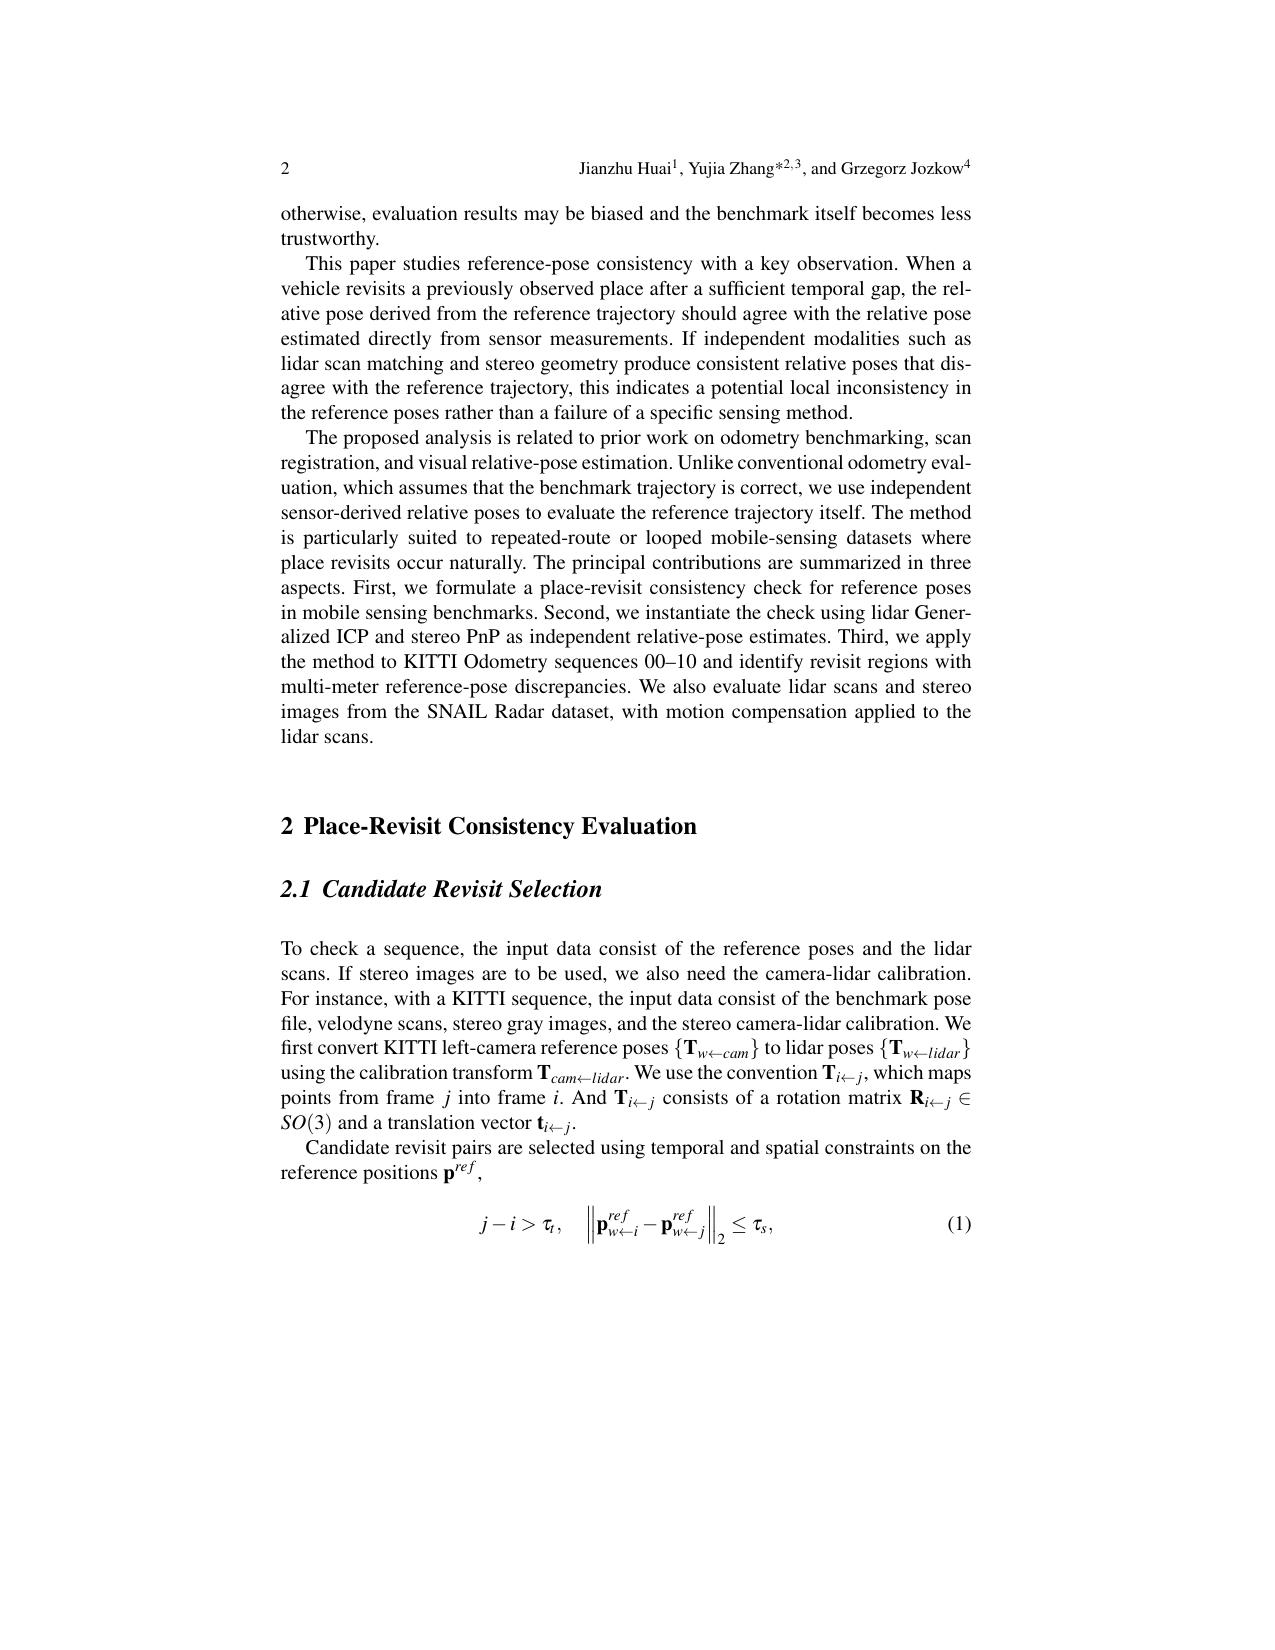 2 Jianzhu Huai¹, Yujia Zhang*²,³, and Grzegorz Jozkow⁴
otherwise, evaluation results may be biased and the benchmark itself becomes less
trustworthy.
This paper studies reference-pose consistency with a key observation. When a
vehicle revisits a previously observed place after a sufficient temporal gap, the rel-
ative pose derived from the reference trajectory should agree with the relative pose
estimated directly from sensor measurements. If independent modalities such as
lidar scan matching and stereo geometry produce consistent relative poses that dis-
agree with the reference trajectory, this indicates a potential local inconsistency in
the reference poses rather than a failure of a specific sensing method.
The proposed analysis is related to prior work on odometry benchmarking, scan
registration, and visual relative-pose estimation. Unlike conventional odometry eval-
uation, which assumes that the benchmark trajectory is correct, we use independent
sensor-derived relative poses to evaluate the reference trajectory itself. The method
is particularly suited to repeated-route or looped mobile-sensing datasets where
place revisits occur naturally. The principal contributions are summarized in three
aspects. First, we formulate a place-revisit consistency check for reference poses
in mobile sensing benchmarks. Second, we instantiate the check using lidar Gener-
alized ICP and stereo PnP as independent relative-pose estimates. Third, we apply
the method to KITTI Odometry sequences 00–10 and identify revisit regions with
multi-meter reference-pose discrepancies. We also evaluate lidar scans and stereo
images from the SNAIL Radar dataset, with motion compensation applied to the
lidar scans.
2 Place-Revisit Consistency Evaluation
2.1 Candidate Revisit Selection
To check a sequence, the input data consist of the reference poses and the lidar
scans. If stereo images are to be used, we also need the camera-lidar calibration.
For instance, with a KITTI sequence, the input data consist of the benchmark pose
file, velodyne scans, stereo gray images, and the stereo camera-lidar calibration. We
first convert KITTI left-camera reference poses {T_{w←cam}} to lidar poses {T_{w←lidar}}
using the calibration transform T_{cam←lidar}. We use the convention T_{i←j}, which maps
points from frame j into frame i. And T_{i←j} consists of a rotation matrix R_{i←j} ∈
SO(3) and a translation vector t_{i←j}.
Candidate revisit pairs are selected using temporal and spatial constraints on the
reference positions p^{ref},
j − i > τ_t, ‖p^{ref}_{w←i} − p^{ref}_{w←j}‖_2 ≤ τ_s, (1)